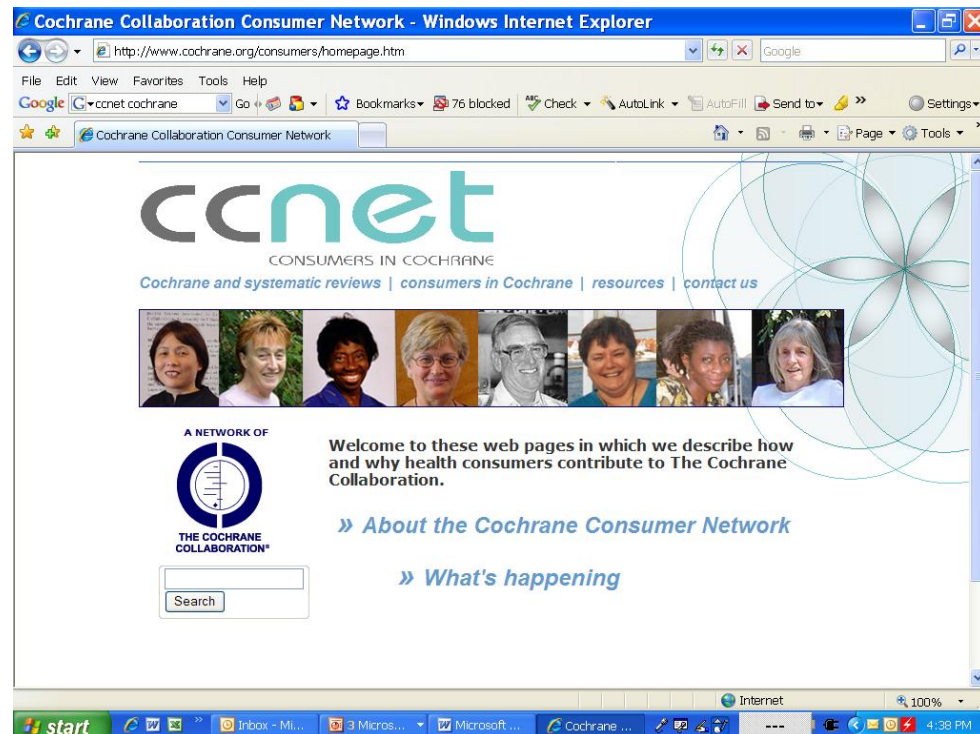 Cochrane Collaboration Consumer Network - Windows Internet Explorer
http://www.cochrane.org/consumers/homepage.htm
Google
File Edit View Favorites Tools Help
Google G ccnet cochrane Go Bookmarks 76 blocked ABC Check AutoLink AutoFill Send to » Settings
Cochrane Collaboration Consumer Network Page Tools »
ccnet
CONSUMERS IN COCHRANE
Cochrane and systematic reviews | consumers in Cochrane | resources | contact us
A NETWORK OF
THE COCHRANE
COLLABORATION®
Welcome to these web pages in which we describe how
and why health consumers contribute to The Cochrane
Collaboration.
» About the Cochrane Consumer Network
» What's happening
Search
Internet 100%
start » Inbox - Mi... 3 Micros... Microsoft ... Cochrane ... --- 4:38 PM